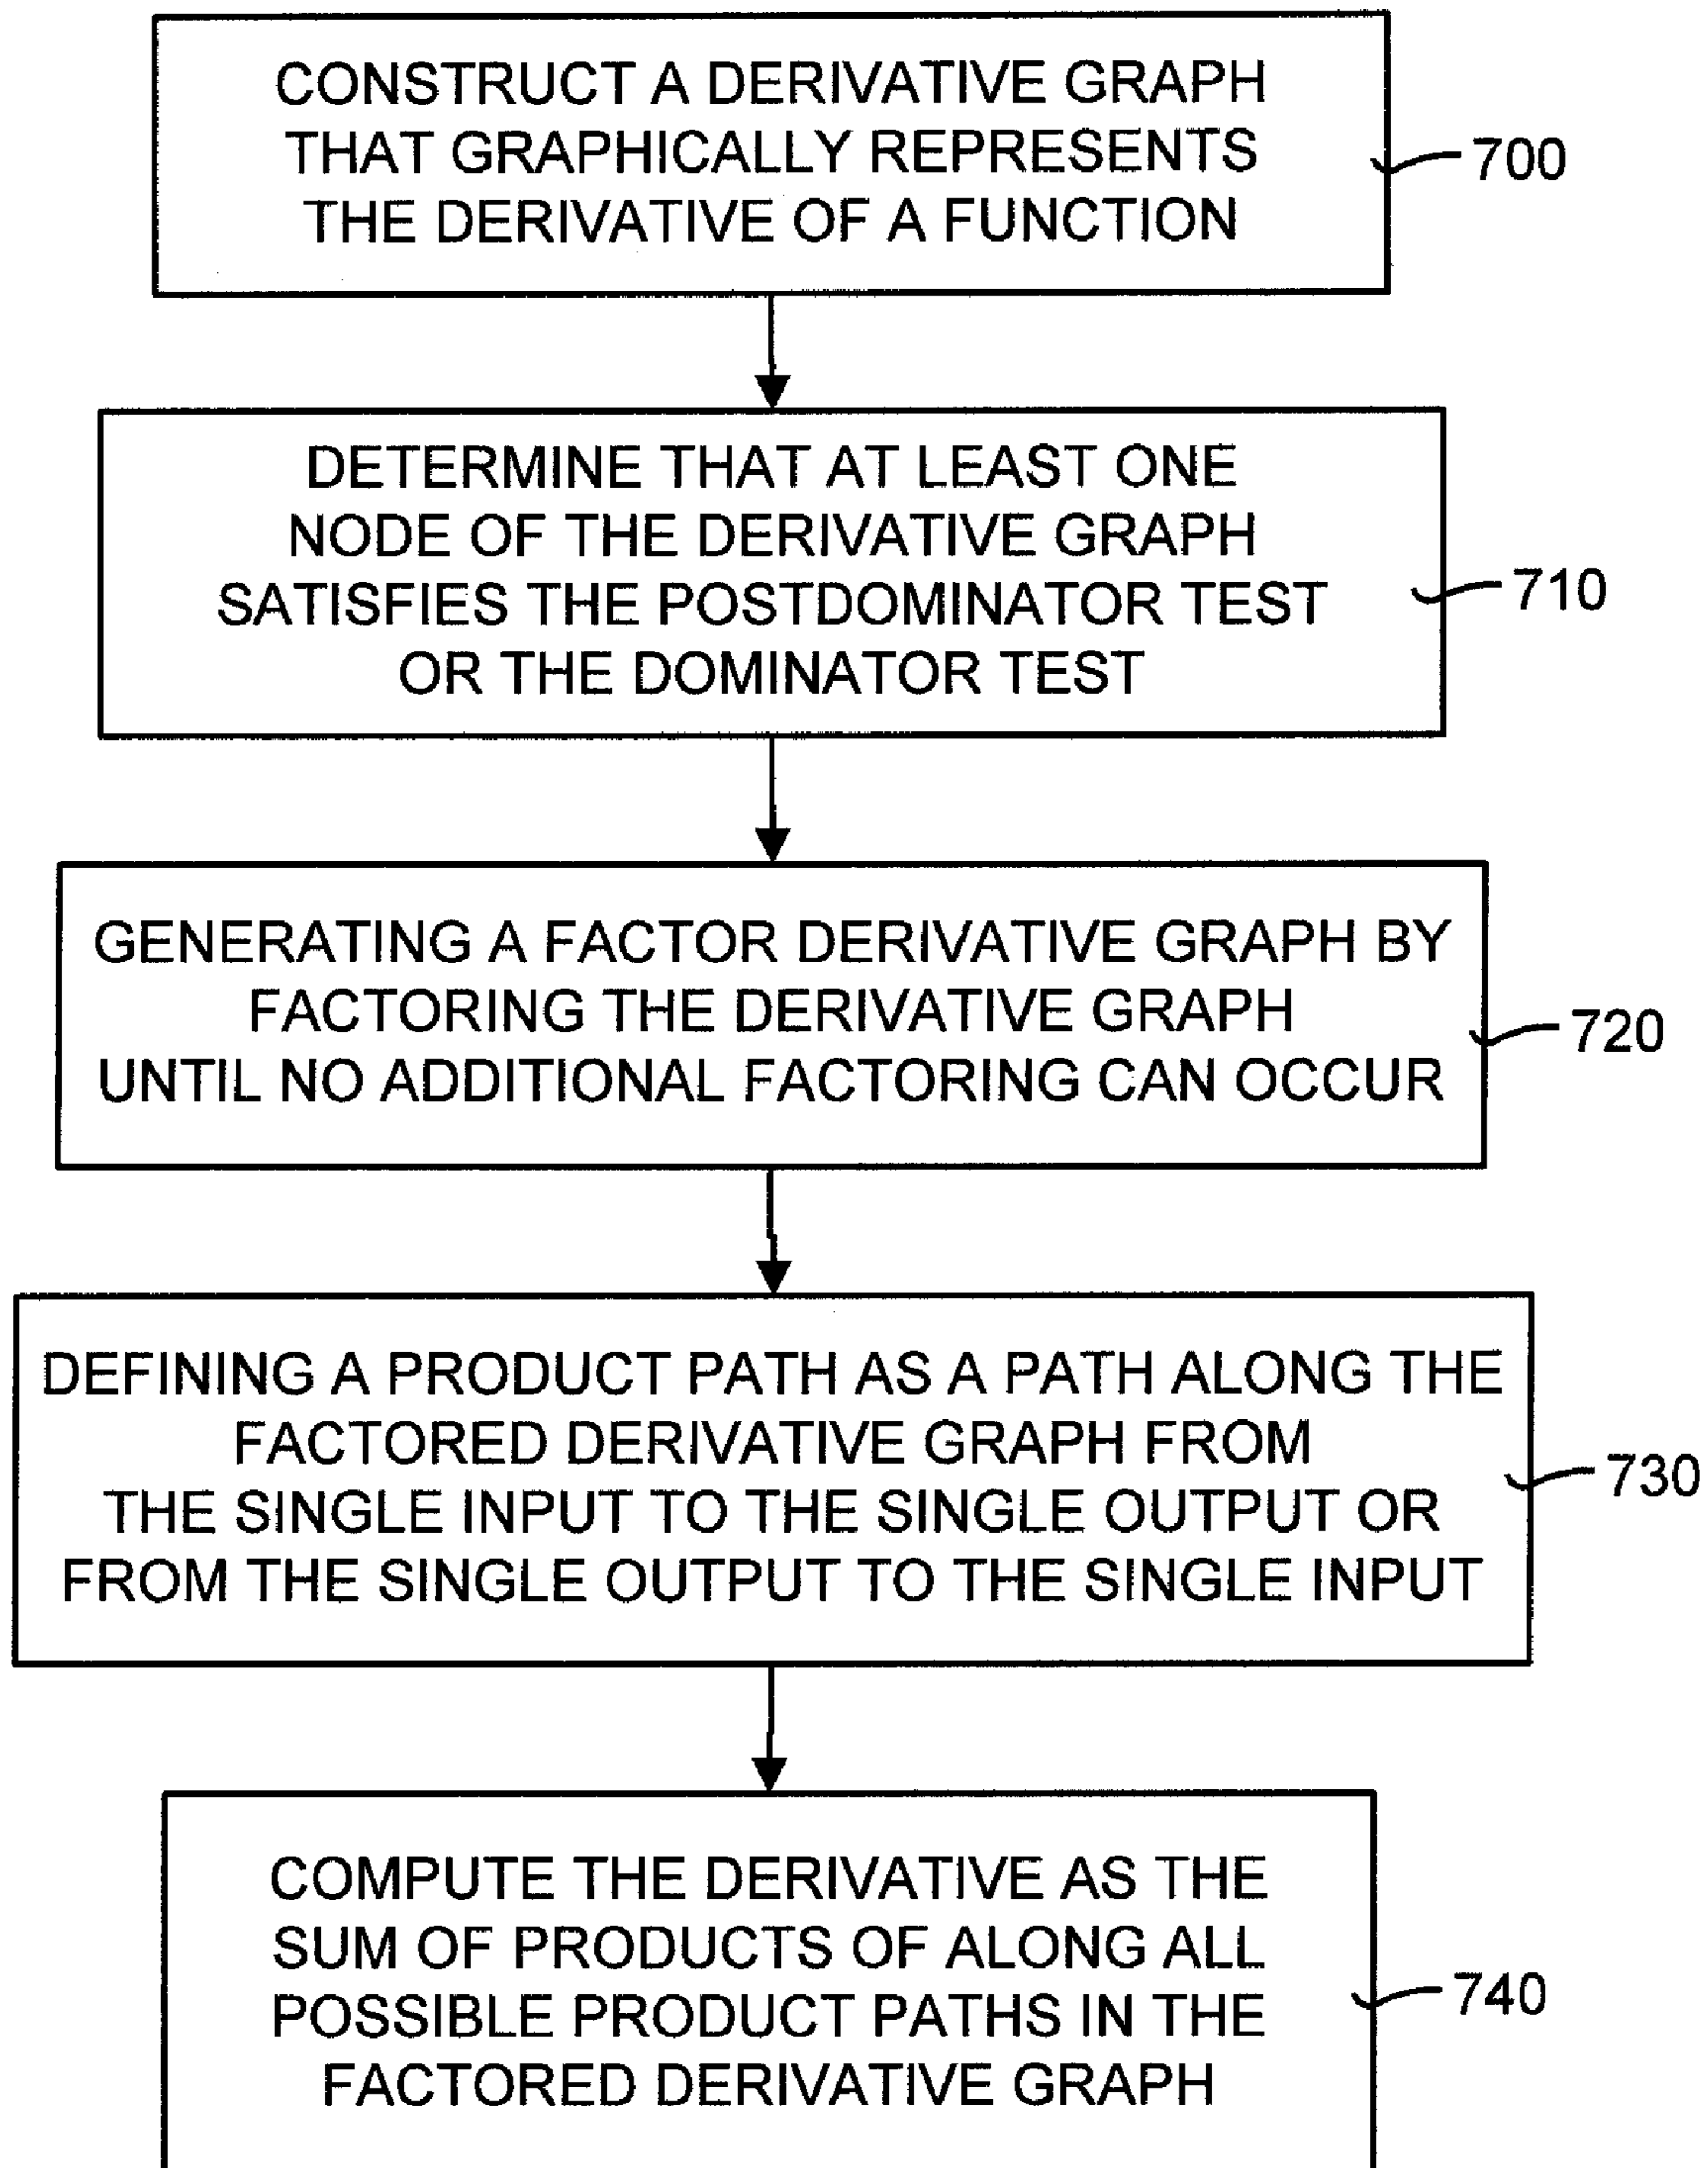 CONSTRUCT A DERIVATIVE GRAPH
THAT GRAPHICALLY REPRESENTS
THE DERIVATIVE OF A FUNCTION
700
DETERMINE THAT AT LEAST ONE
NODE OF THE DERIVATIVE GRAPH
SATISFIES THE POSTDOMINATOR TEST
OR THE DOMINATOR TEST
710
GENERATING A FACTOR DERIVATIVE GRAPH BY
FACTORING THE DERIVATIVE GRAPH
UNTIL NO ADDITIONAL FACTORING CAN OCCUR
720
DEFINING A PRODUCT PATH AS A PATH ALONG THE
FACTORED DERIVATIVE GRAPH FROM
THE SINGLE INPUT TO THE SINGLE OUTPUT OR
FROM THE SINGLE OUTPUT TO THE SINGLE INPUT
730
COMPUTE THE DERIVATIVE AS THE
SUM OF PRODUCTS OF ALONG ALL
POSSIBLE PRODUCT PATHS IN THE
FACTORED DERIVATIVE GRAPH
740